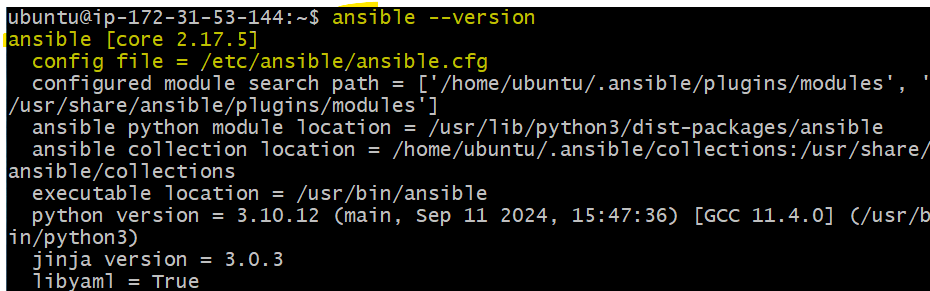 ubuntu@ip-172-31-53-144:~$ ansible --version
ansible [core 2.17.5]
  config file = /etc/ansible/ansible.cfg
  configured module search path = ['/home/ubuntu/.ansible/plugins/modules', '
/usr/share/ansible/plugins/modules']
  ansible python module location = /usr/lib/python3/dist-packages/ansible
  ansible collection location = /home/ubuntu/.ansible/collections:/usr/share/
ansible/collections
  executable location = /usr/bin/ansible
  python version = 3.10.12 (main, Sep 11 2024, 15:47:36) [GCC 11.4.0] (/usr/b
in/python3)
  jinja version = 3.0.3
  libyaml = True